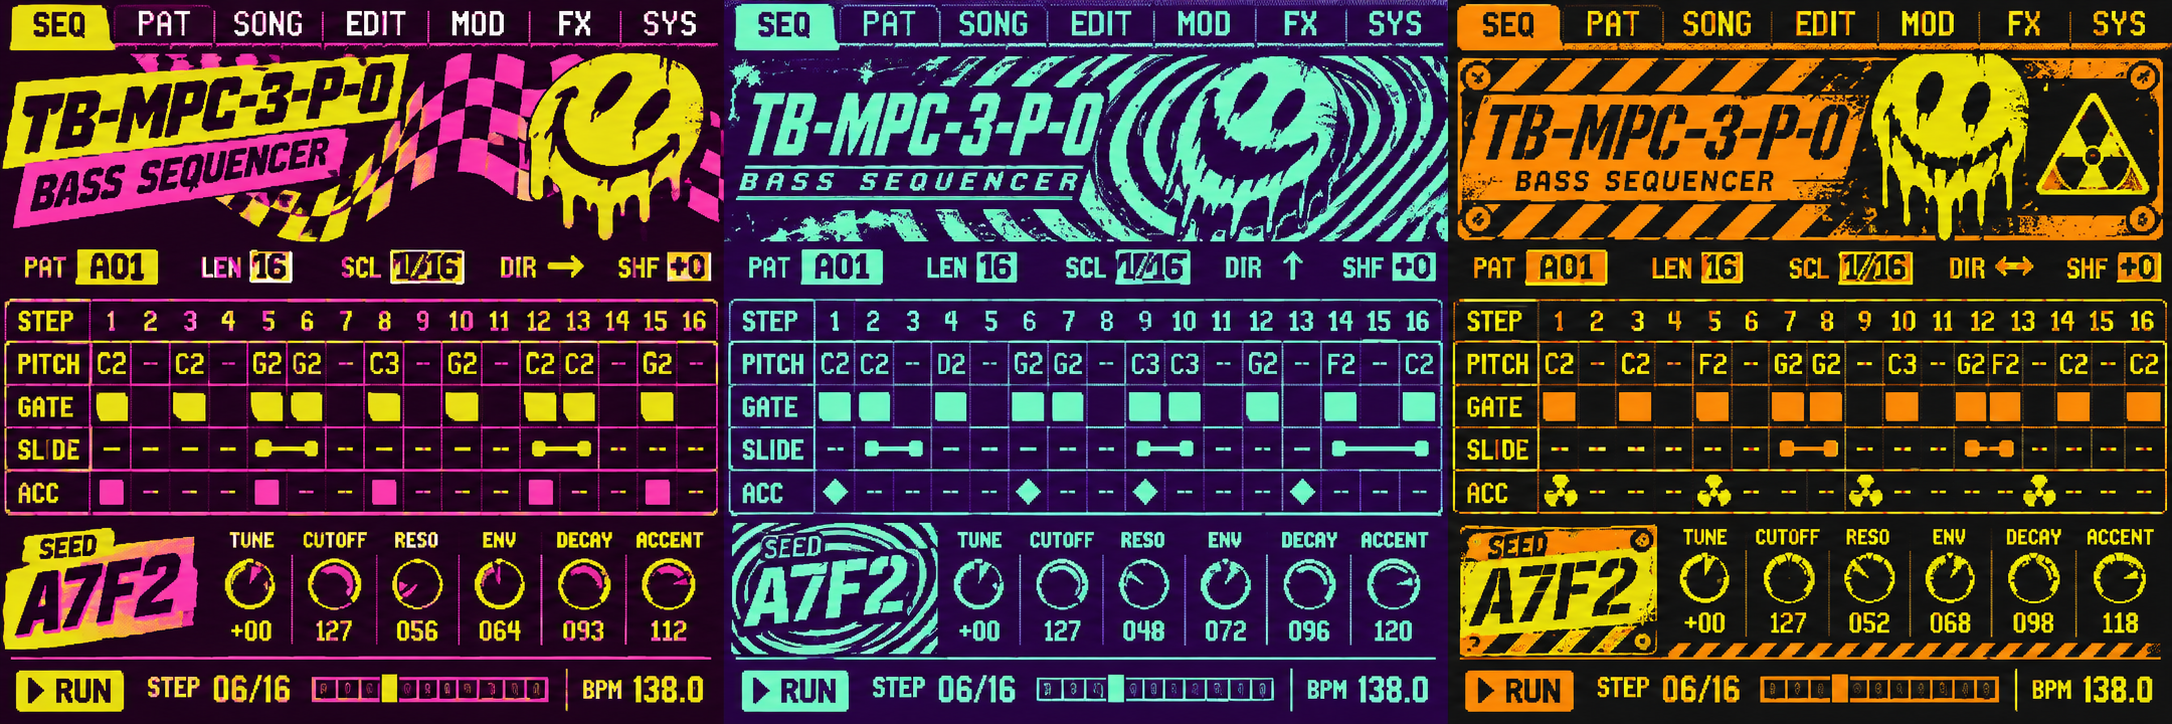 SEQ PAT SONG EDIT MOD FX SYS
TB-MPC-3-P-0
BASS SEQUENCER
PAT A01 LEN 16 SCL 1/16 DIR → SHF +0
STEP 1 2 3 4 5 6 7 8 9 10 11 12 13 14 15 16
PITCH C2 -- C2 -- G2 G2 -- C3 -- G2 -- C2 C2 -- G2 --
GATE
SLIDE -- -- -- -- -- -- -- -- -- -- --
ACC -- -- -- -- -- -- -- -- -- -- --
SEED
A7F2
TUNE CUTOFF RESO ENV DECAY ACCENT
+00 127 056 064 093 112
RUN STEP 06/16 BPM 138.0
SEQ PAT SONG EDIT MOD FX SYS
TB-MPC-3-P-0
BASS SEQUENCER
PAT A01 LEN 16 SCL 1/16 DIR ↑ SHF +0
STEP 1 2 3 4 5 6 7 8 9 10 11 12 13 14 15 16
PITCH C2 C2 -- D2 -- G2 G2 -- C3 C3 -- G2 -- F2 -- C2
GATE
SLIDE -- -- -- -- -- -- -- -- --
ACC -- -- -- -- -- -- -- -- -- -- -- --
SEED
A7F2
TUNE CUTOFF RESO ENV DECAY ACCENT
+00 127 048 072 096 120
RUN STEP 06/16 BPM 138.0
SEQ PAT SONG EDIT MOD FX SYS
TB-MPC-3-P-0
BASS SEQUENCER
PAT A01 LEN 16 SCL 1/16 DIR ↔ SHF +0
STEP 1 2 3 4 5 6 7 8 9 10 11 12 13 14 15 16
PITCH C2 -- C2 -- F2 -- G2 G2 -- C2 -- G2 F2 -- C2 -- C2
GATE
SLIDE -- -- -- -- -- -- -- -- -- -- -- --
ACC -- -- -- -- -- -- -- -- -- -- -- --
SEED
A7F2
TUNE CUTOFF RESO ENV DECAY ACCENT
+00 127 052 068 098 118
RUN STEP 06/16 BPM 138.0